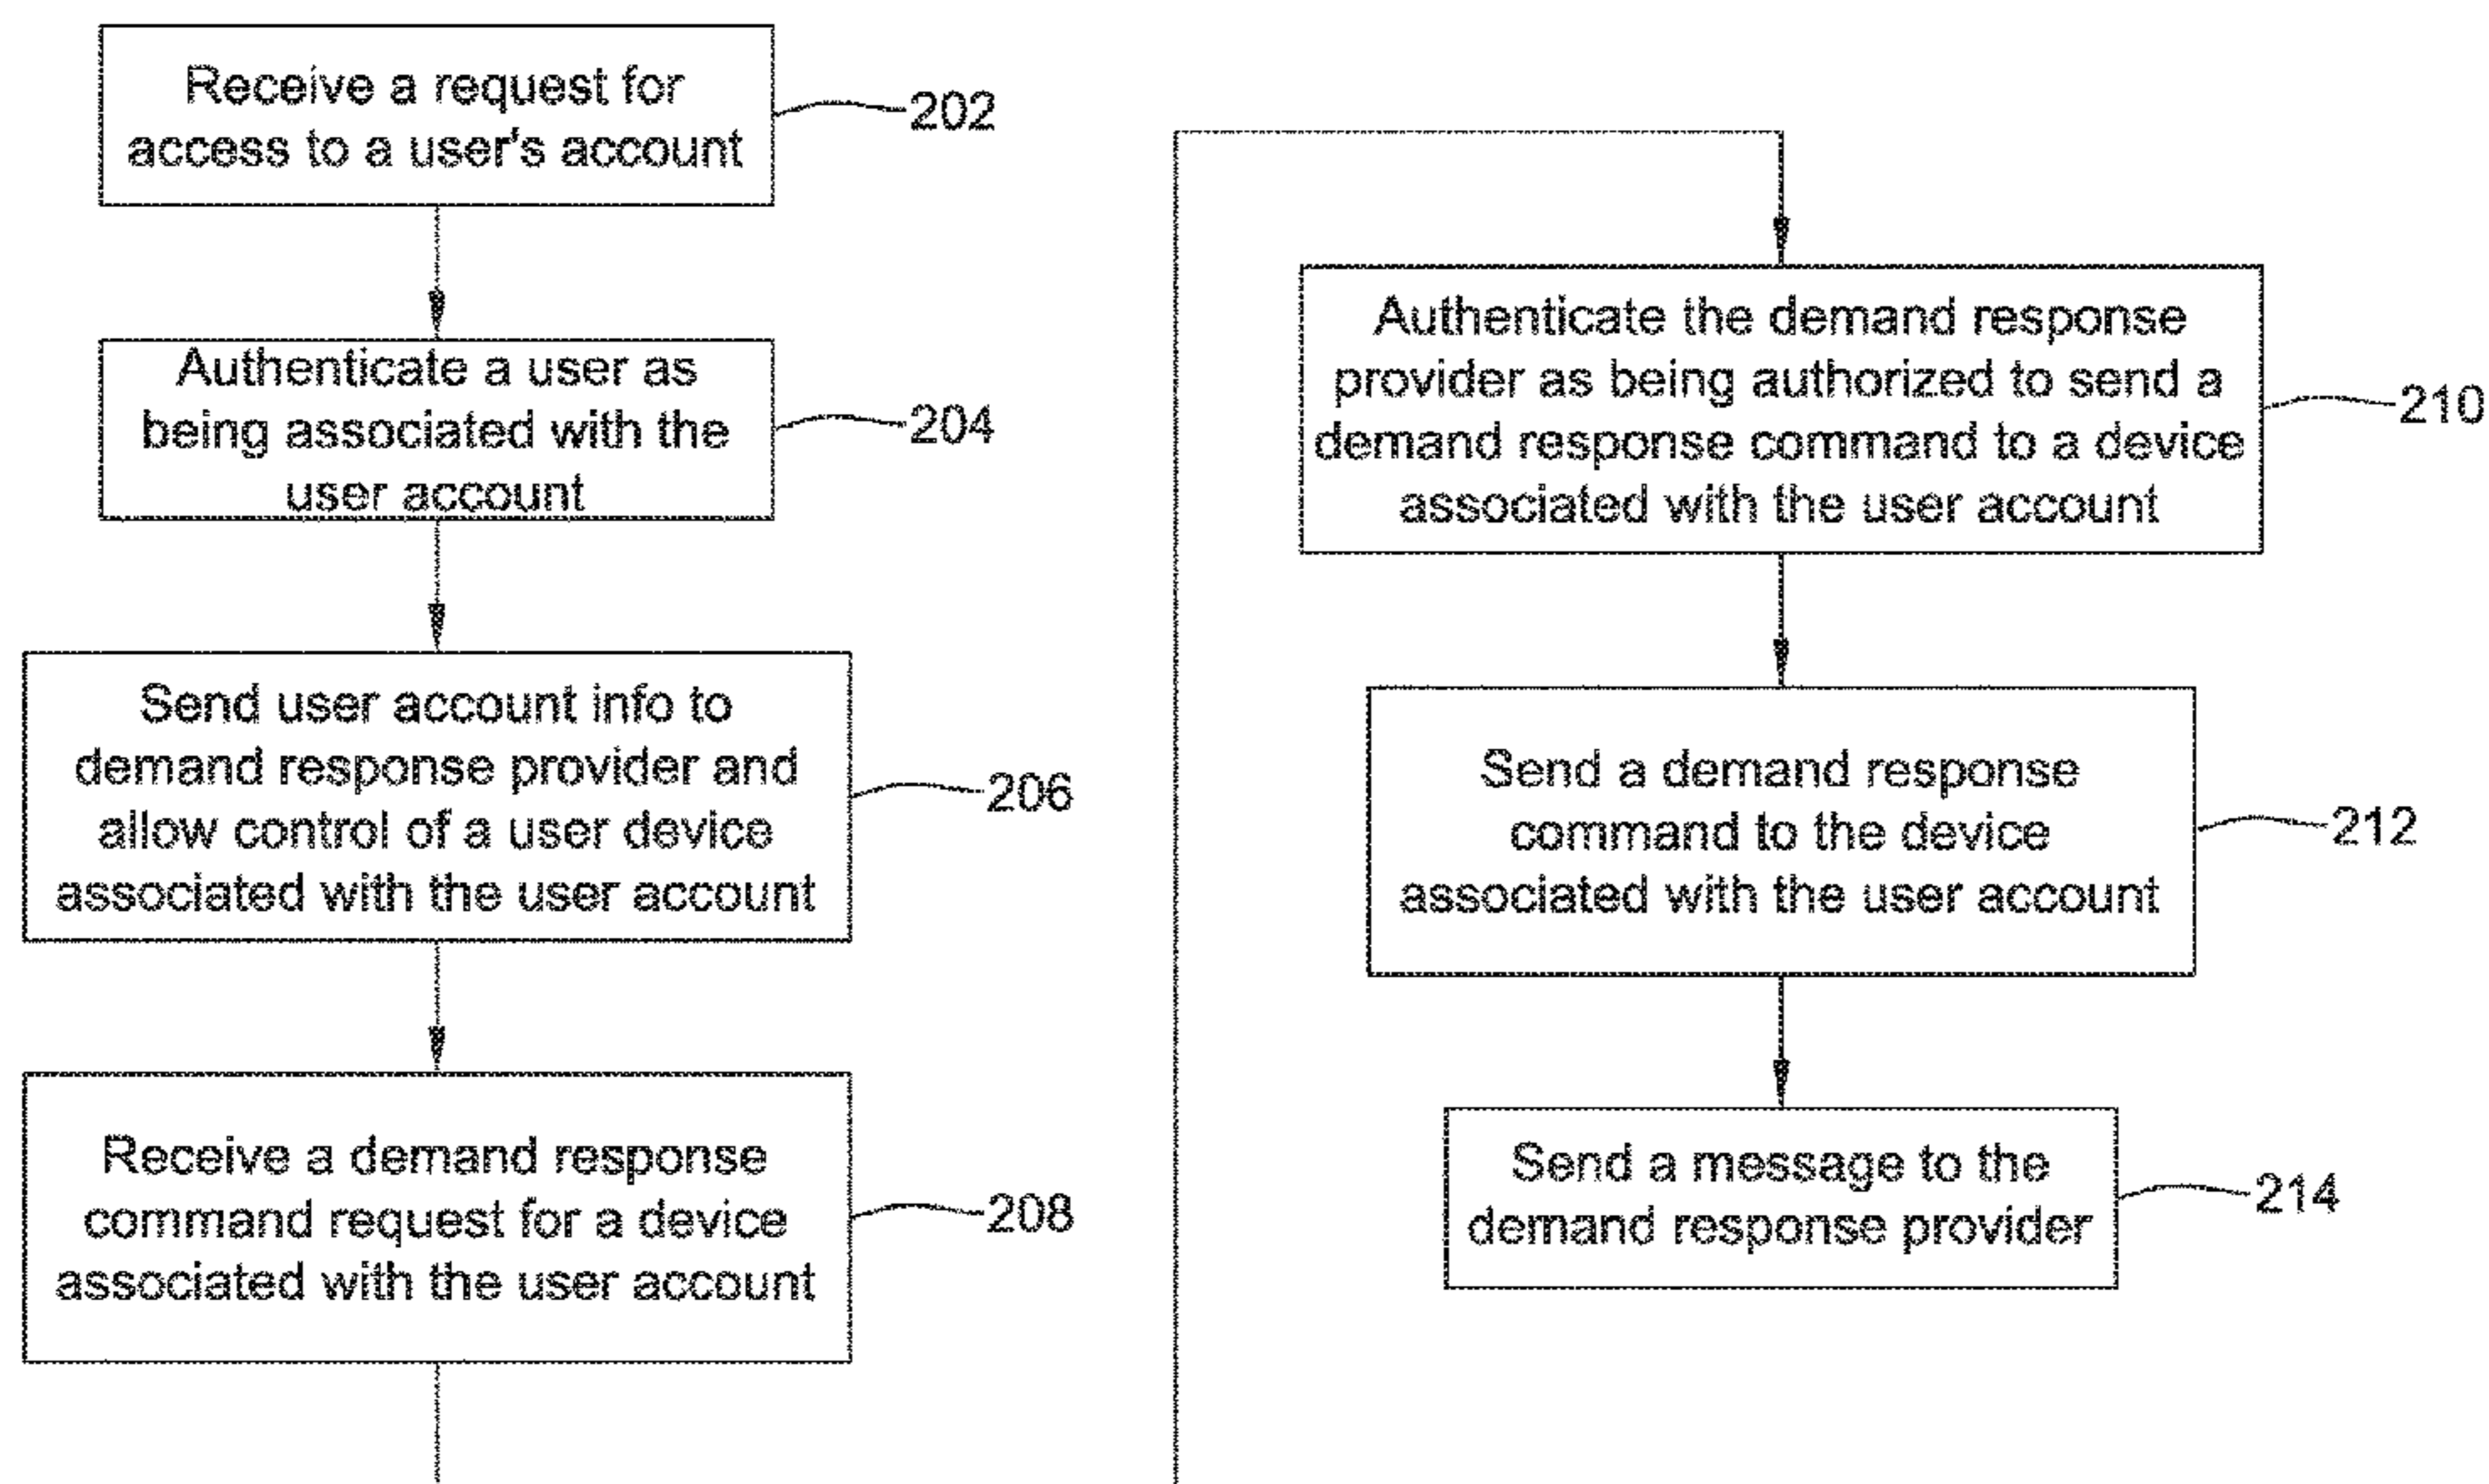 Receive a request for
access to a user's account
202
Authenticate a user as
being associated with the
user account
204
Send user account info to
demand response provider and
allow control of a user device
associated with the user account
206
Receive a demand response
command request for a device
associated with the user account
208
Authenticate the demand response
provider as being authorized to send a
demand response command to a device
associated with the user account
210
Send a demand response
command to the device
associated with the user account
212
Send a message to the
demand response provider
214